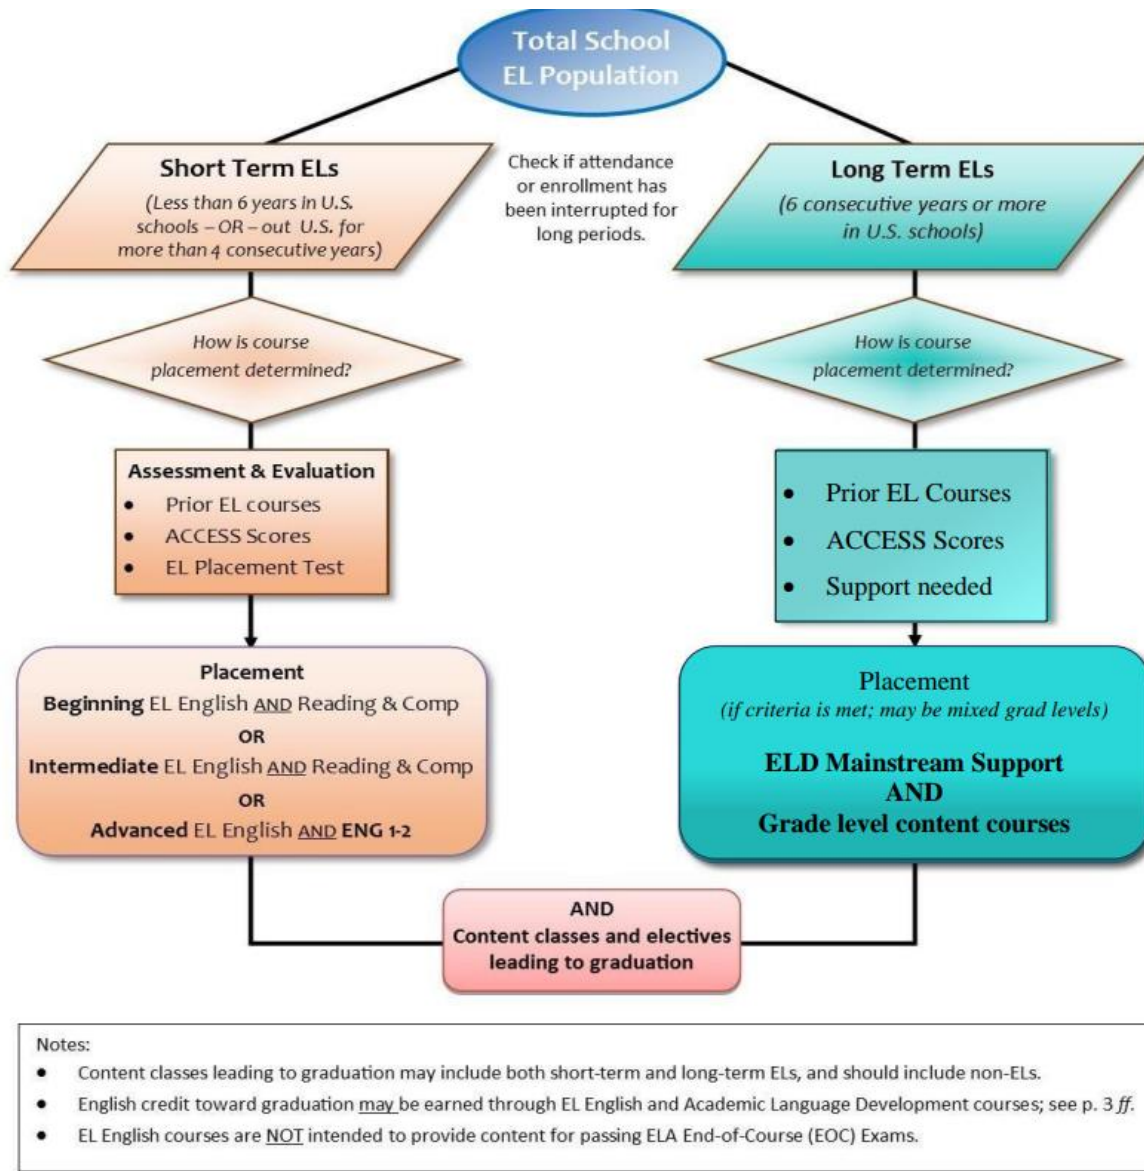 Total School
EL Population
Short Term ELs
(Less than 6 years in U.S.
schools – OR – out U.S. for
more than 4 consecutive years)
Check if attendance
or enrollment has
been interrupted for
long periods.
Long Term ELs
(6 consecutive years or more
in U.S. schools)
How is course
placement determined?
How is course
placement determined?
Assessment & Evaluation
• Prior EL courses
• ACCESS Scores
• EL Placement Test
• Prior EL Courses
• ACCESS Scores
• Support needed
Placement
Beginning EL English AND Reading & Comp
OR
Intermediate EL English AND Reading & Comp
OR
Advanced EL English AND ENG 1-2
Placement
(if criteria is met; may be mixed grad levels)
ELD Mainstream Support
AND
Grade level content courses
AND
Content classes and electives
leading to graduation
Notes:
• Content classes leading to graduation may include both short-term and long-term ELs, and should include non-ELs.
• English credit toward graduation may be earned through EL English and Academic Language Development courses; see p. 3 ff.
• EL English courses are NOT intended to provide content for passing ELA End-of-Course (EOC) Exams.